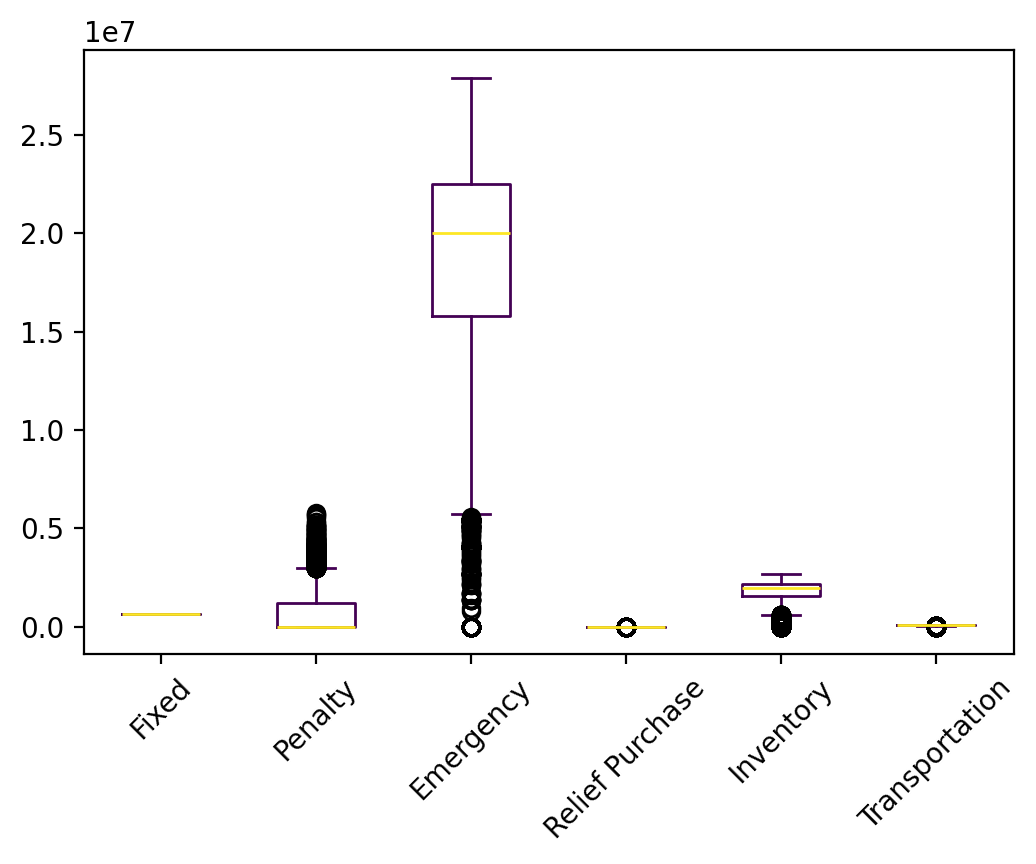 1e7
2.5
2.0
1.5
1.0
0.5
0.0
Fixed
Penalty
Emergency
Relief Purchase
Inventory
Transportation